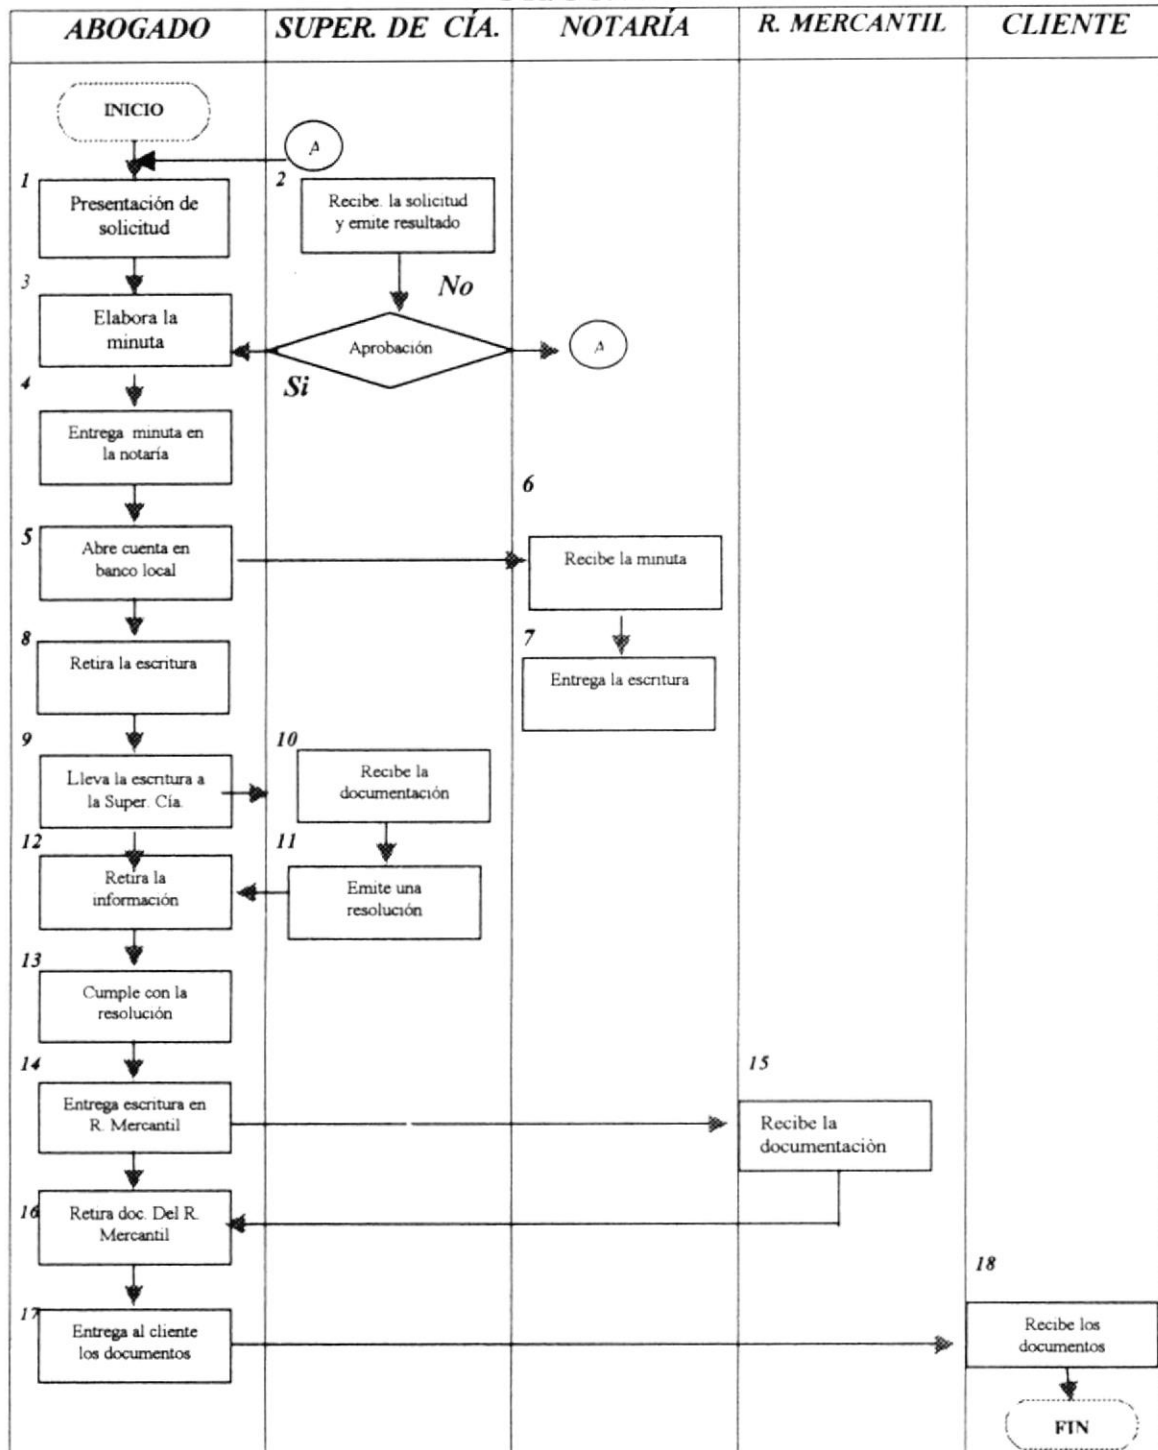 ABOGADO
SUPER. DE CÍA.
NOTARÍA
R. MERCANTIL
CLIENTE
INICIO
A
1
Presentación de
solicitud
2
Recibe. la solicitud
y emite resultado
No
3
Elabora la
minuta
Aprobación
A
Si
4
Entrega minuta en
la notaría
5
Abre cuenta en
banco local
6
Recibe la minuta
7
Entrega la escritura
8
Retira la escritura
9
Lleva la escritura a
la Super. Cía.
10
Recibe la
documentación
11
Emite una
resolución
12
Retira la
información
13
Cumple con la
resolución
14
Entrega escritura en
R. Mercantil
15
Recibe la
documentación
16
Retira doc. Del R.
Mercantil
17
Entrega al cliente
los documentos
18
Recibe los
documentos
FIN